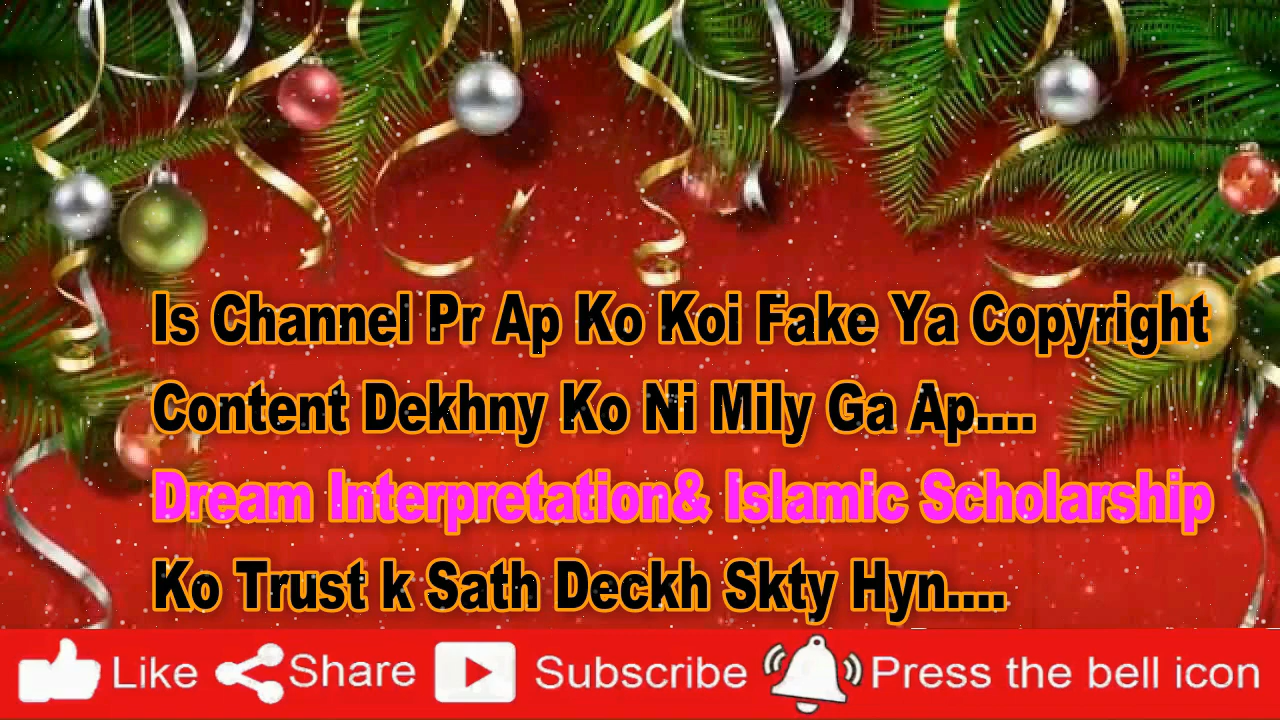 Is Channel Pr Ap Ko Koi Fake Ya Copyright
Content Dekhny Ko Ni Mily Ga Ap....
Dream Interpretation& Islamic Scholarship
Ko Trust k Sath Deckh Skty Hyn....
Like Share Subscribe Press the bell icon